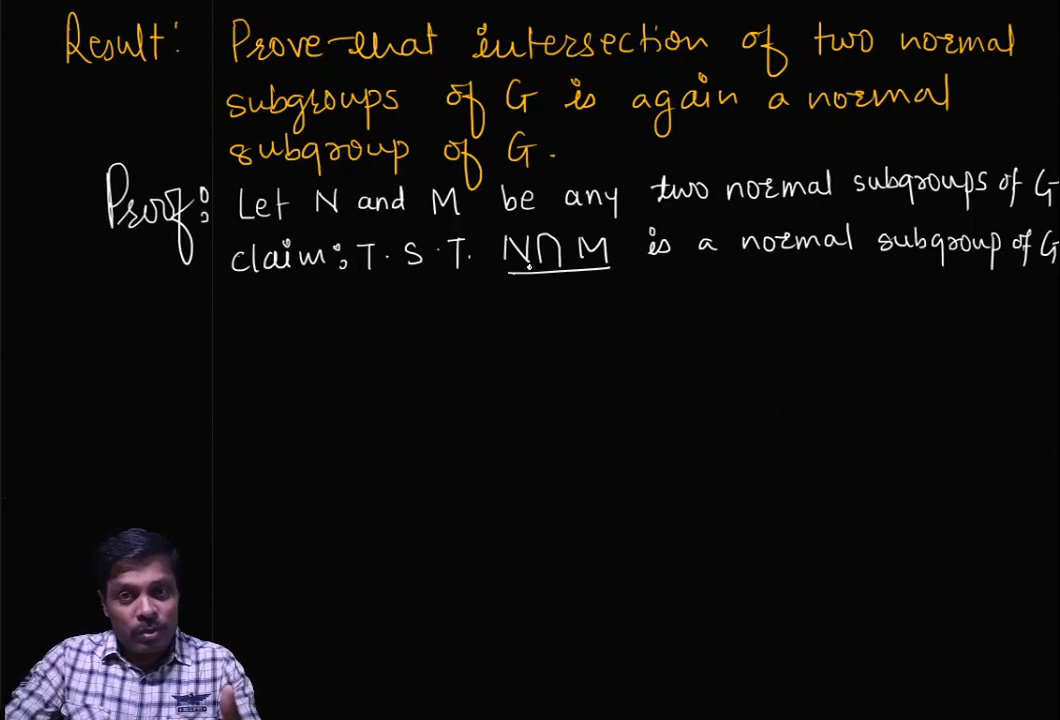 Result: Prove that intersection of two normal
subgroups of G is again a normal
subgroup of G.
Proof: Let N and M be any two normal subgroups of G
claim: T. S. T. N∩M is a normal subgroup of G